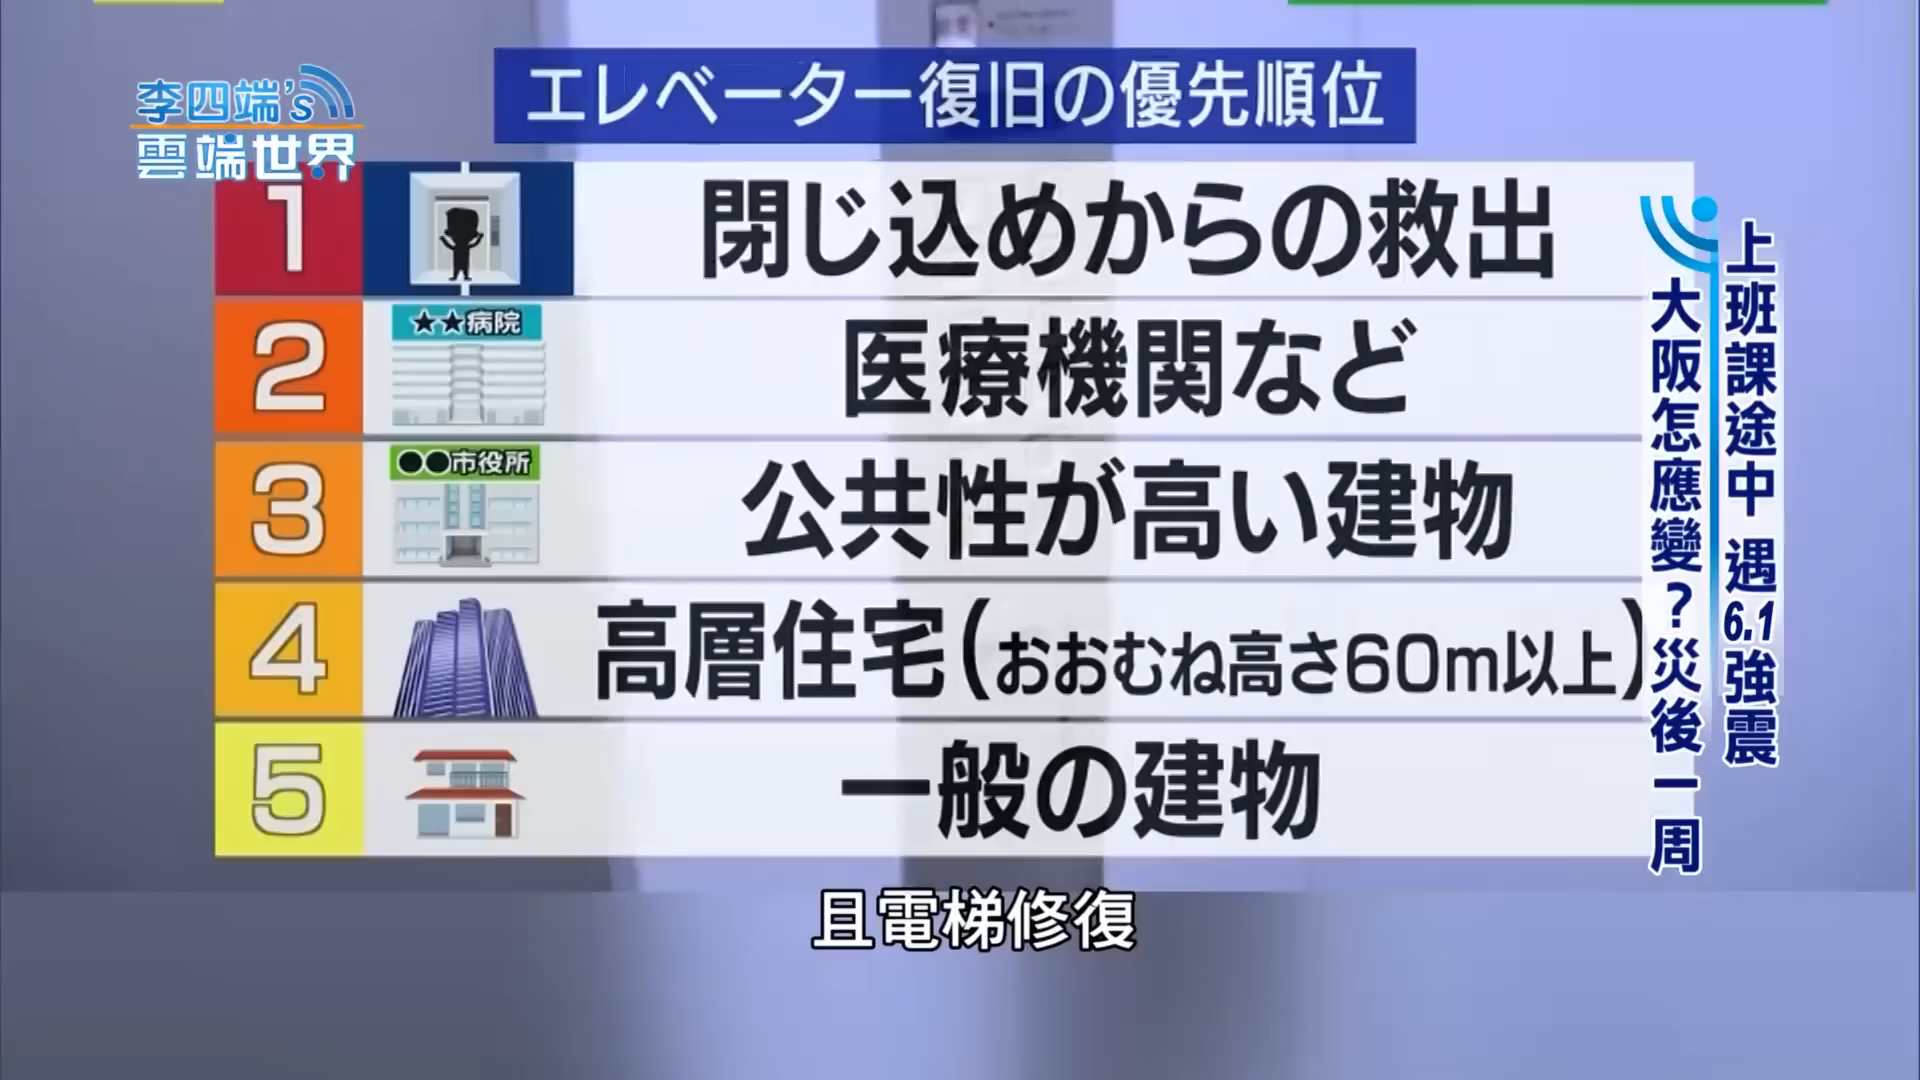 李四端's
雲端世界
エレベーター復旧の優先順位
1
閉じ込めからの救出
2
★★病院
医療機関など
3
●●市役所
公共性が高い建物
4
高層住宅(おおむね高さ60m以上)
5
一般の建物
上班課途中 遇6.1強震
大阪怎應變?災後一周
且電梯修復